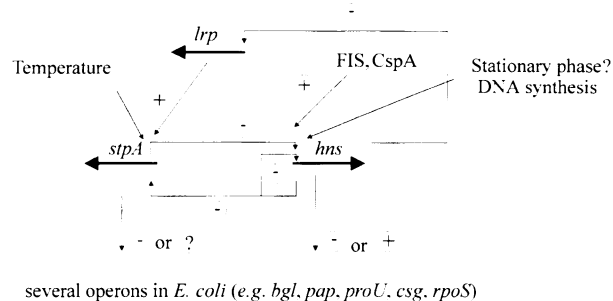 -
lrp
Temperature
FIS, CspA
Stationary phase?
DNA synthesis
+
+
-
stpA
hns
-
-
- or ?
- or +
several operons in E. coli (e.g. bgl, pap, proU, csg, rpoS)